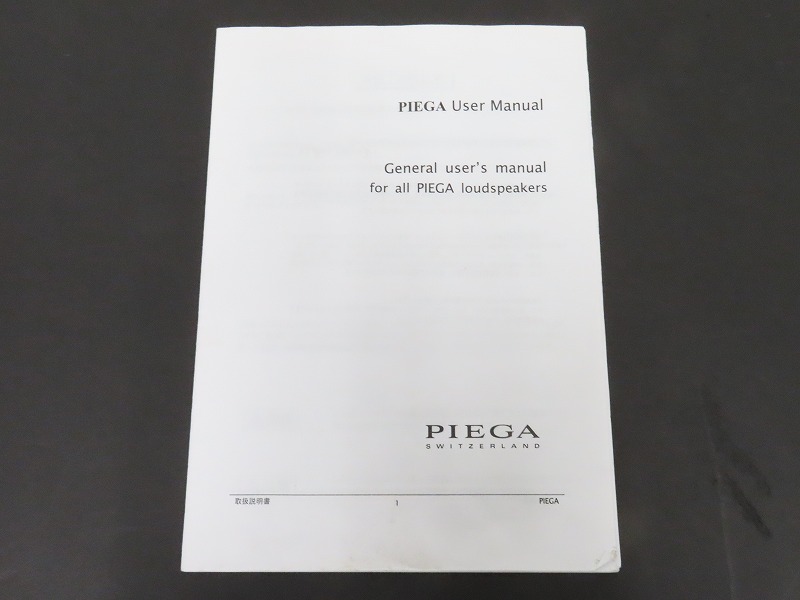 PIEGA User Manual
General user's manual
for all PIEGA loudspeakers
PIEGA
SWITZERLAND
取扱説明書 1 PIEGA